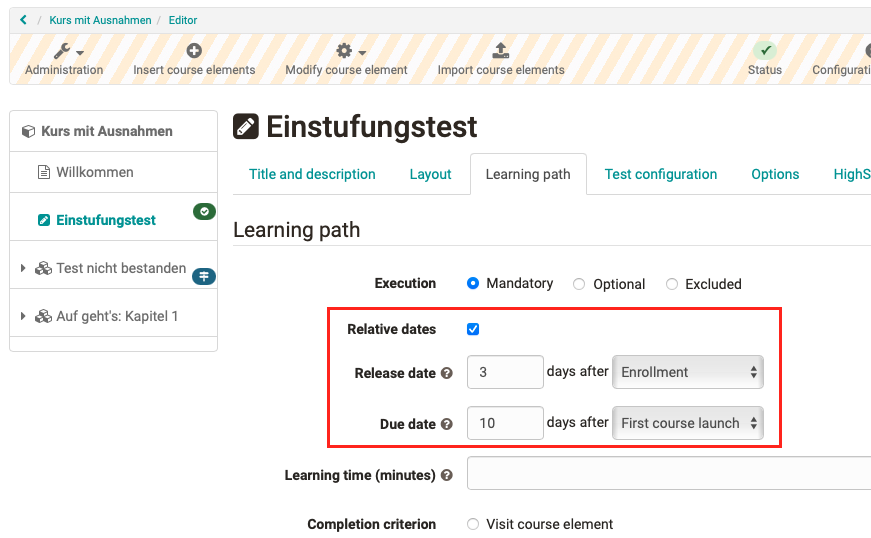 / Kurs mit Ausnahmen / Editor
Administration Insert course elements Modify course element Import course elements Status
Kurs mit Ausnahmen
Willkommen
Einstufungstest
Test nicht bestanden
Auf geht's: Kapitel 1
Einstufungstest
Title and description Layout Learning path Test configuration Options HighS
Learning path
Execution Mandatory Optional Excluded
Relative dates
Release date ? 3 days after Enrollment
Due date ? 10 days after First course launch
Learning time (minutes) ?
Completion criterion Visit course element